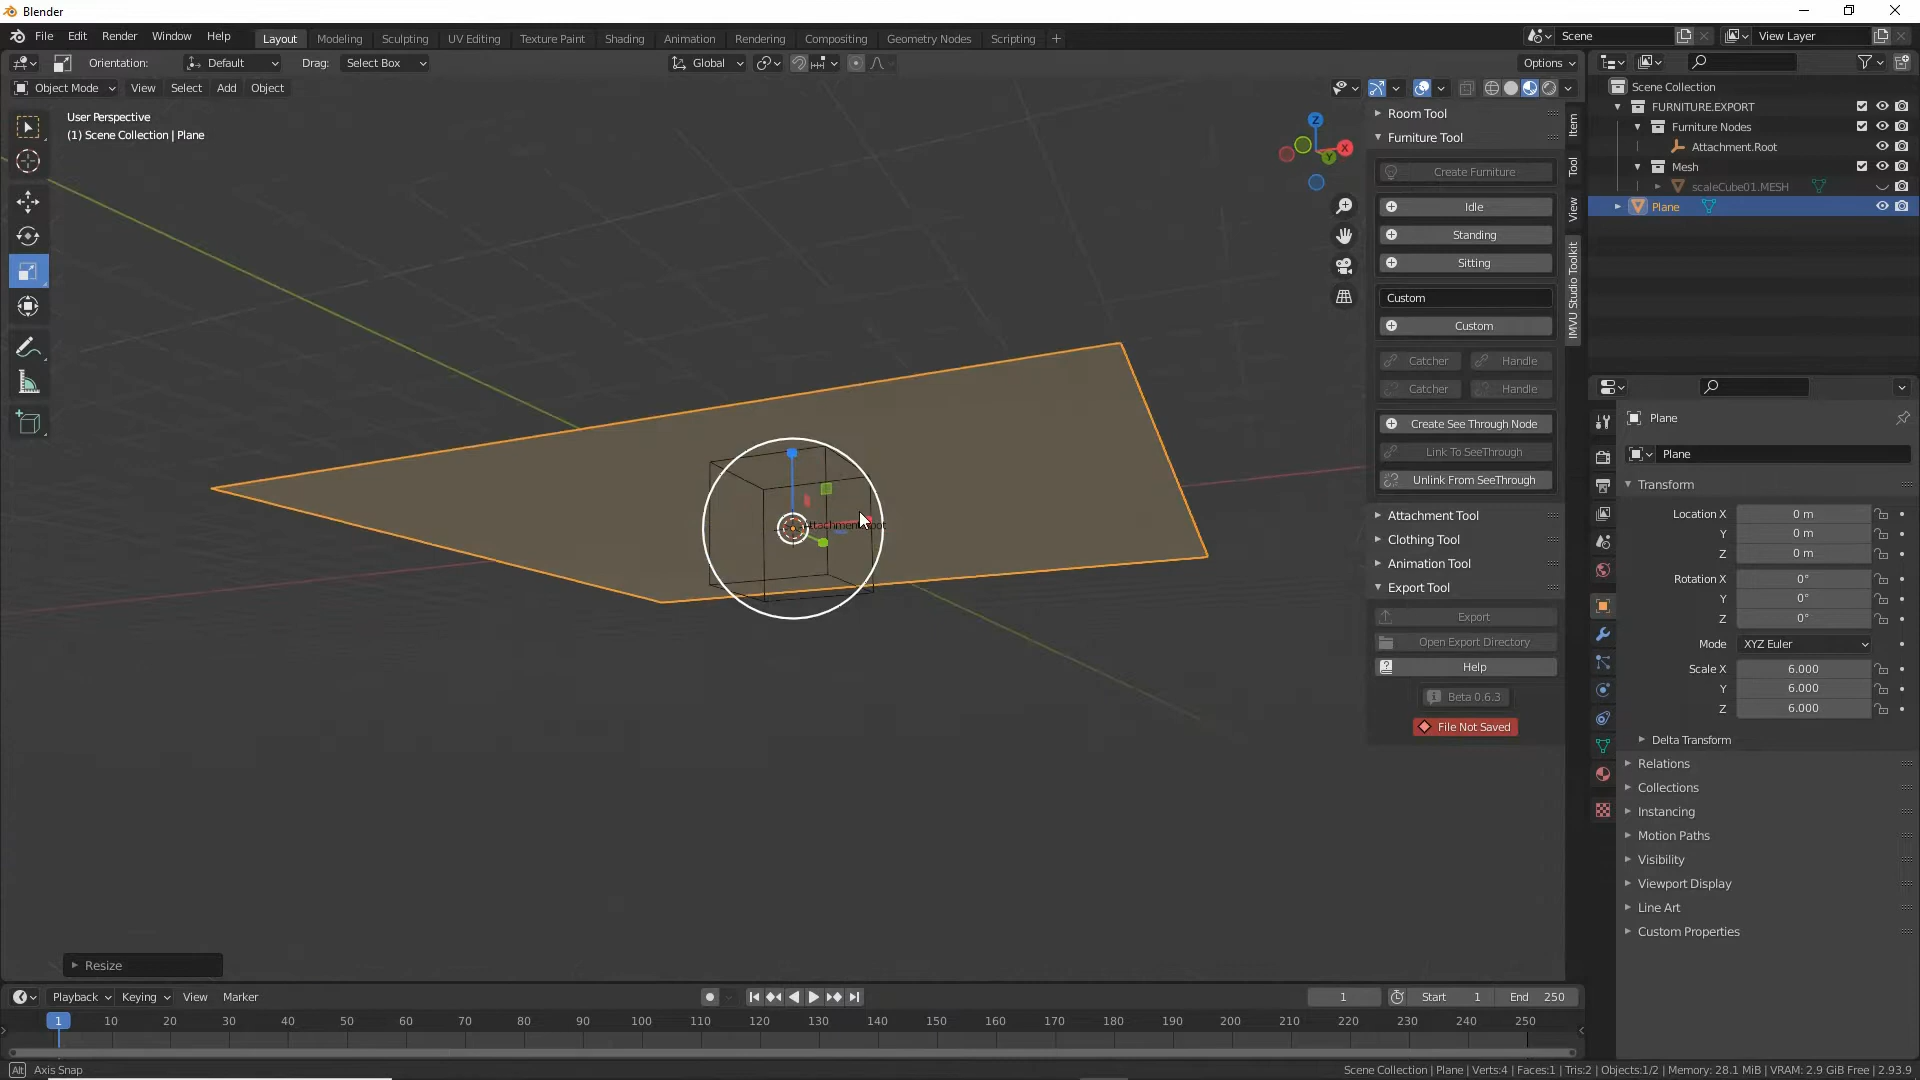 Blender
File Edit Render Window Help Layout Modeling Sculpting UV Editing Texture Paint Shading Animation Rendering Compositing Geometry Nodes Scripting Scene View Layer
Orientation: Default Drag: Select Box Global Options
Object Mode View Select Add Object
User Perspective
(1) Scene Collection | Plane
Z
X
Y
Room Tool
Furniture Tool
Create Furniture
Idle
Standing
Sitting
Custom
Custom
Catcher Handle
Catcher Handle
Create See Through Node
Link To SeeThrough
Unlink From SeeThrough
Attachment Tool
Clothing Tool
Animation Tool
Export Tool
Export
Open Export Directory
Help
Beta 0.6.3
File Not Saved
Item
Tool
View
IMVU Studio Toolkit
Scene Collection
FURNITURE.EXPORT
Furniture Nodes
Attachment.Root
Mesh
scaleCube01.MESH
Plane
Plane
Plane
Transform
Location X 0 m
Y 0 m
Z 0 m
Rotation X 0°
Y 0°
Z 0°
Mode XYZ Euler
Scale X 6.000
Y 6.000
Z 6.000
Delta Transform
Relations
Collections
Instancing
Motion Paths
Visibility
Viewport Display
Line Art
Custom Properties
Resize
Playback Keying View Marker 1 Start 1 End 250
1 10 20 30 40 50 60 70 80 90 100 110 120 130 140 150 160 170 180 190 200 210 220 230 240 250
Alt Axis Snap
Scene Collection | Plane | Verts:4 | Faces:1 | Tris:2 | Objects:1/2 | Memory: 28.1 MiB | VRAM: 2.9 GiB Free | 2.93.9